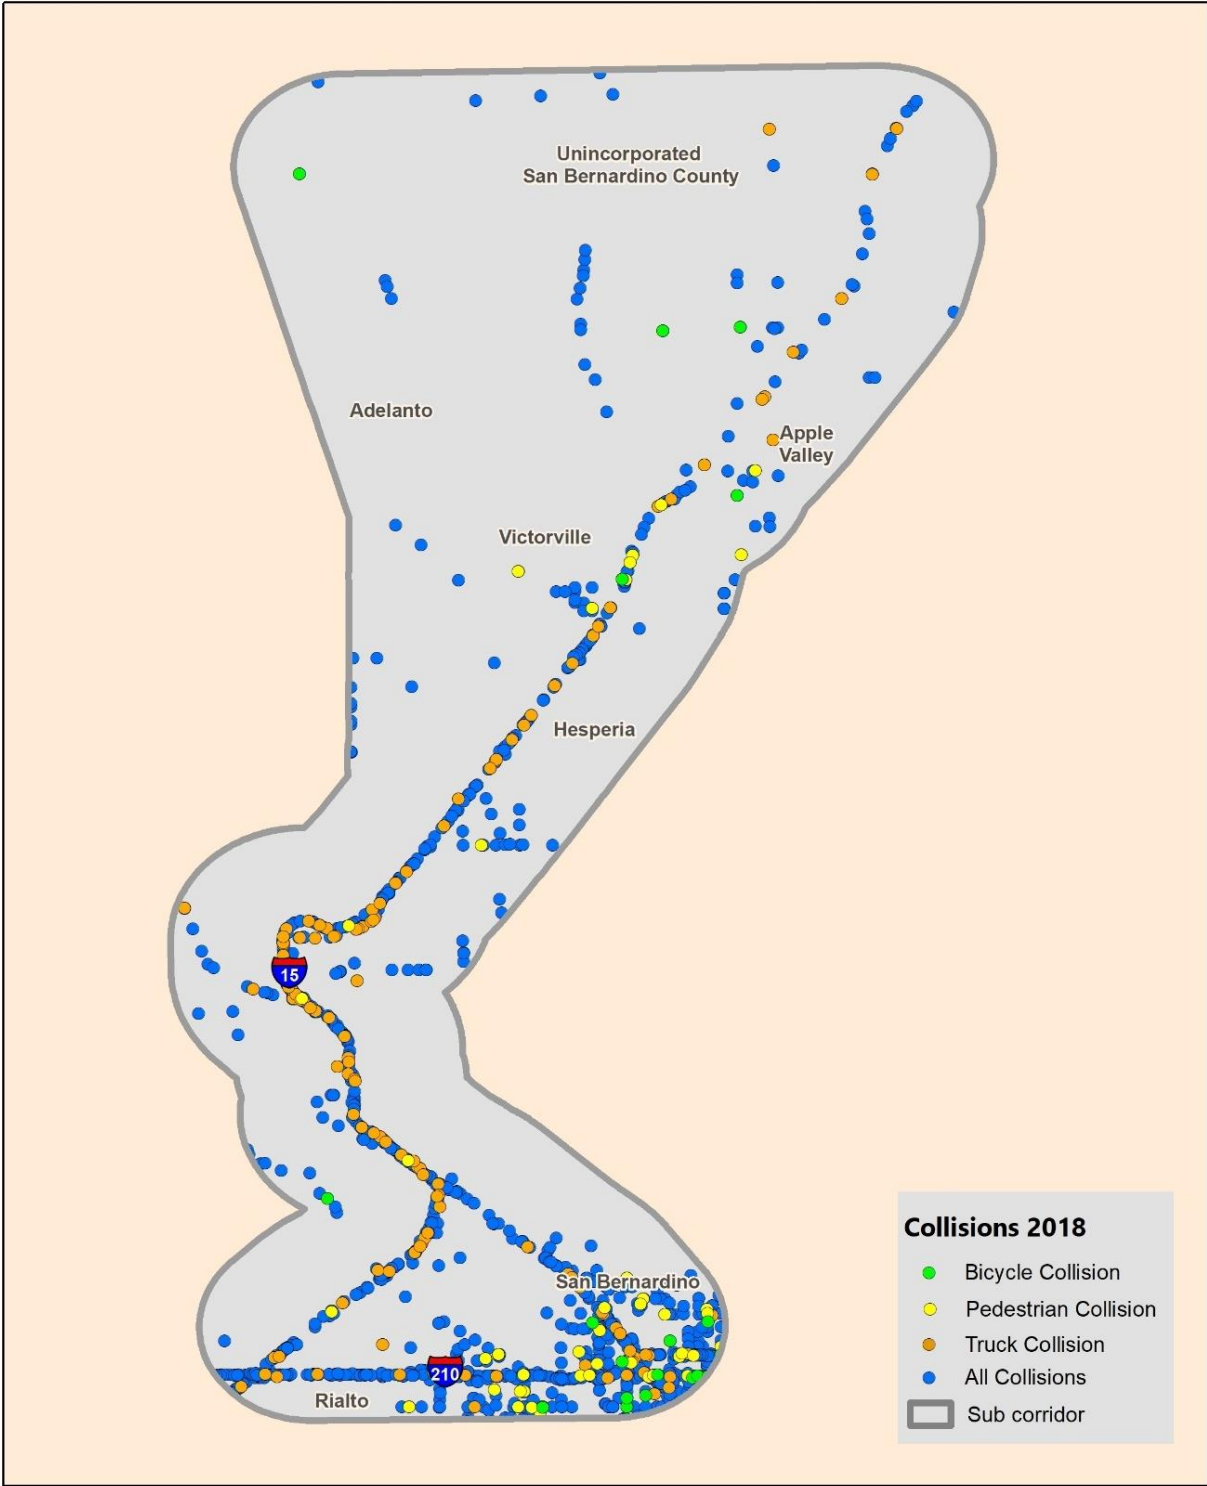 Unincorporated
San Bernardino County
Adelanto
Apple
Valley
Victorville
Hesperia
15
San Bernardino
210
Rialto
Collisions 2018
Bicycle Collision
Pedestrian Collision
Truck Collision
All Collisions
Sub corridor